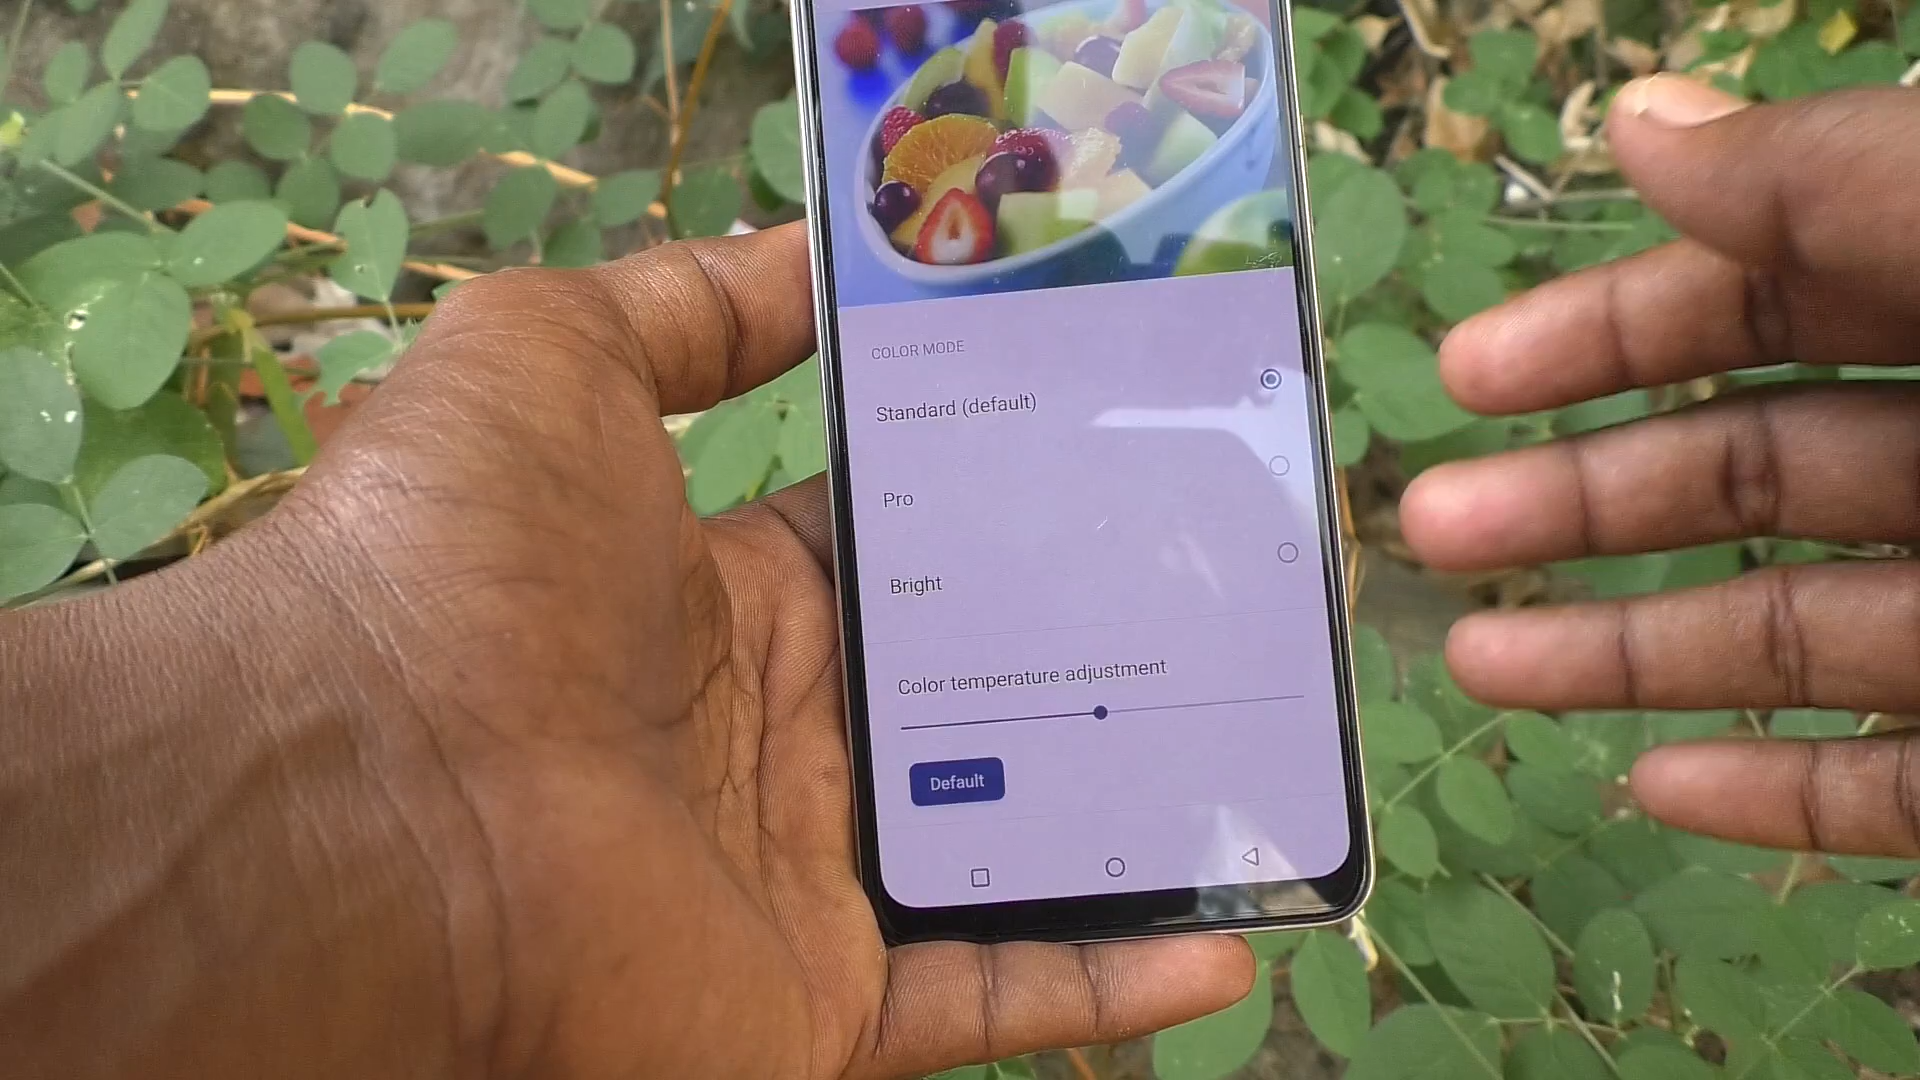 COLOR MODE
Standard (default)
Pro
Bright
Color temperature adjustment
Default